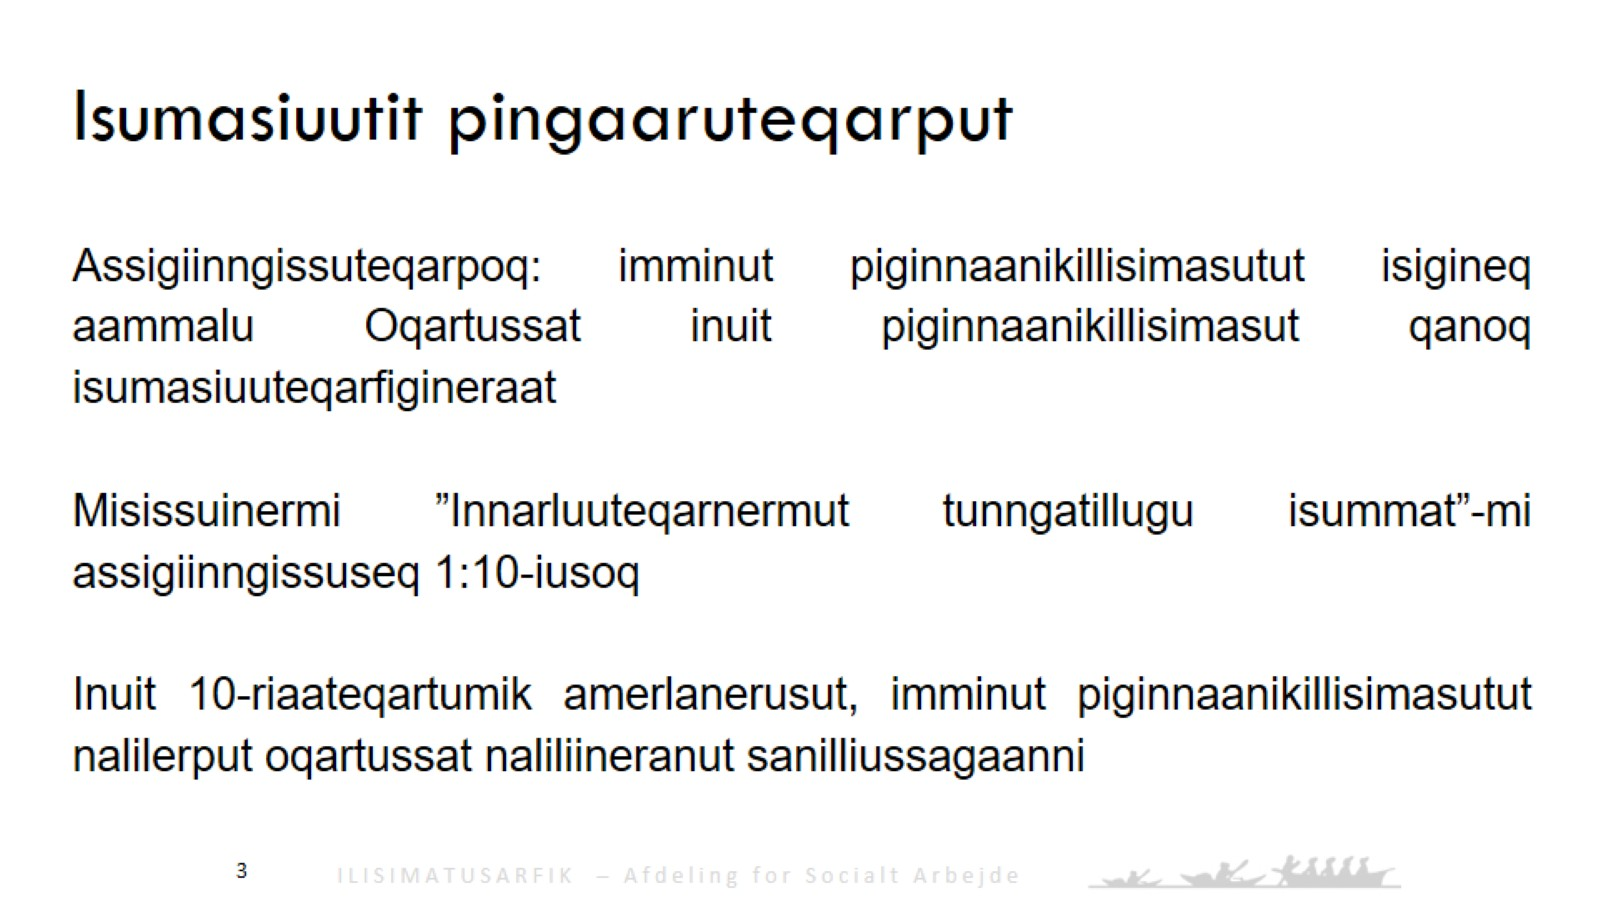 Isumasiuutit pingaaruteqarput
Assigiinngissuteqarpoq: imminut piginnaanikillisimasutut isigineq
aammalu Oqartussat inuit piginnaanikillisimasut qanoq
isumasiuuteqarfigineraat
Misissuinermi ”Innarluuteqarnermut tunngatillugu isummat”-mi
assigiinngissuseq 1:10-iusoq
Inuit 10-riaateqartumik amerlanerusut, imminut piginnaanikillisimasutut
nalilerput oqartussat naliliineranut sanilliussagaanni
3 ILISIMATUSARFIK – Afdeling for Socialt Arbejde